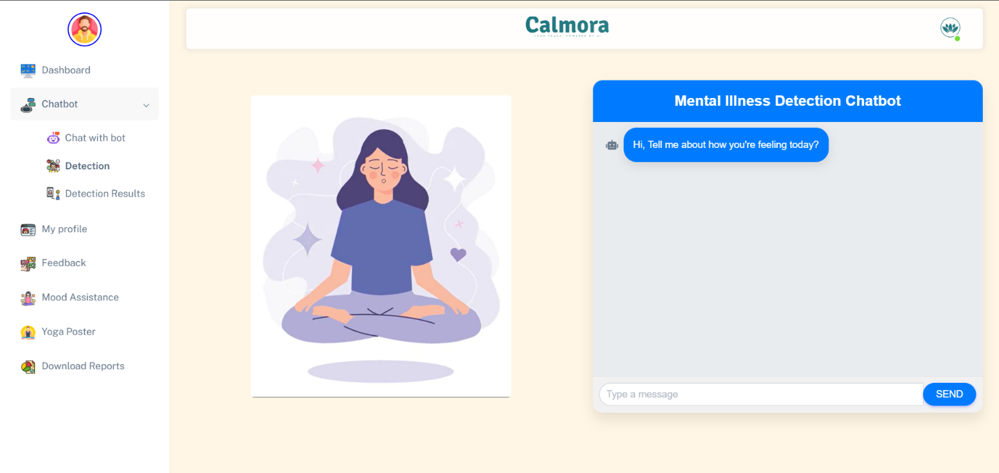 Calmora
YOUR PEACE, POWERED BY AI
Dashboard
Chatbot
Chat with bot
Detection
Detection Results
My profile
Feedback
Mood Assistance
Yoga Poster
Download Reports
Mental Illness Detection Chatbot
Hi, Tell me about how you're feeling today?
Type a message
SEND